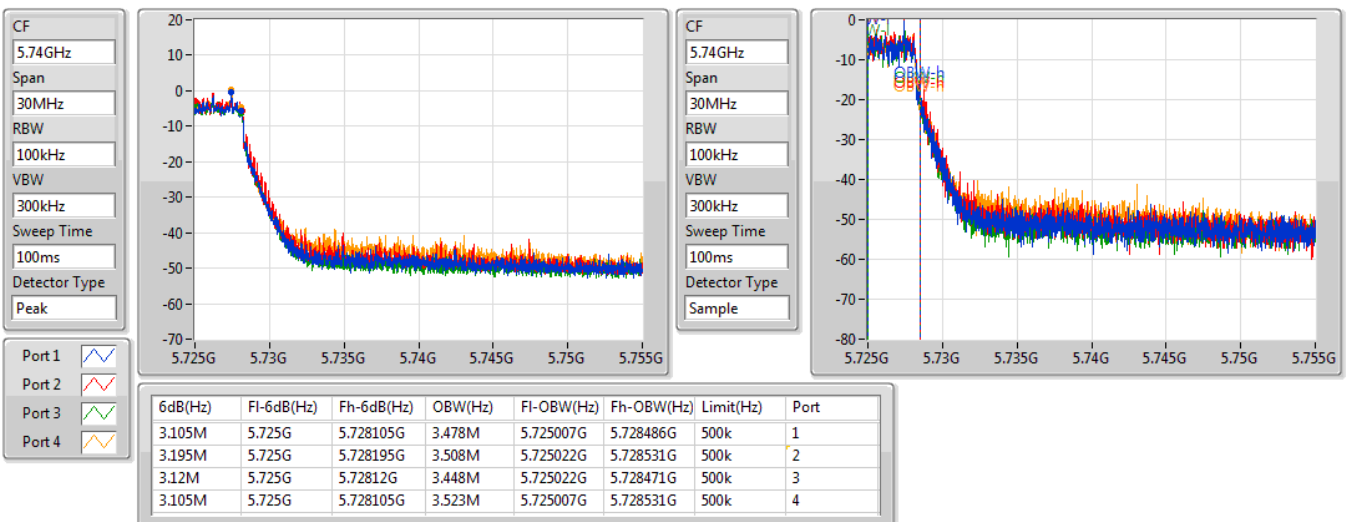 CF
5.74GHz
Span
30MHz
RBW
100kHz
VBW
300kHz
Sweep Time
100ms
Detector Type
Peak
20
10
0
-10
-20
-30
-40
-50
-60
-70
5.725G 5.73G 5.735G 5.74G 5.745G 5.75G 5.755G
CF
5.74GHz
Span
30MHz
RBW
100kHz
VBW
300kHz
Sweep Time
100ms
Detector Type
Sample
0
-10
-20
-30
-40
-50
-60
-70
-80
OBW-h
5.725G 5.73G 5.735G 5.74G 5.745G 5.75G 5.755G
Port 1
Port 2
Port 3
Port 4
6dB(Hz) Fl-6dB(Hz) Fh-6dB(Hz) OBW(Hz) Fl-OBW(Hz) Fh-OBW(Hz) Limit(Hz) Port
3.105M 5.725G 5.728105G 3.478M 5.725007G 5.728486G 500k 1
3.195M 5.725G 5.728195G 3.508M 5.725022G 5.728531G 500k 2
3.12M 5.725G 5.72812G 3.448M 5.725022G 5.728471G 500k 3
3.105M 5.725G 5.728105G 3.523M 5.725007G 5.728531G 500k 4